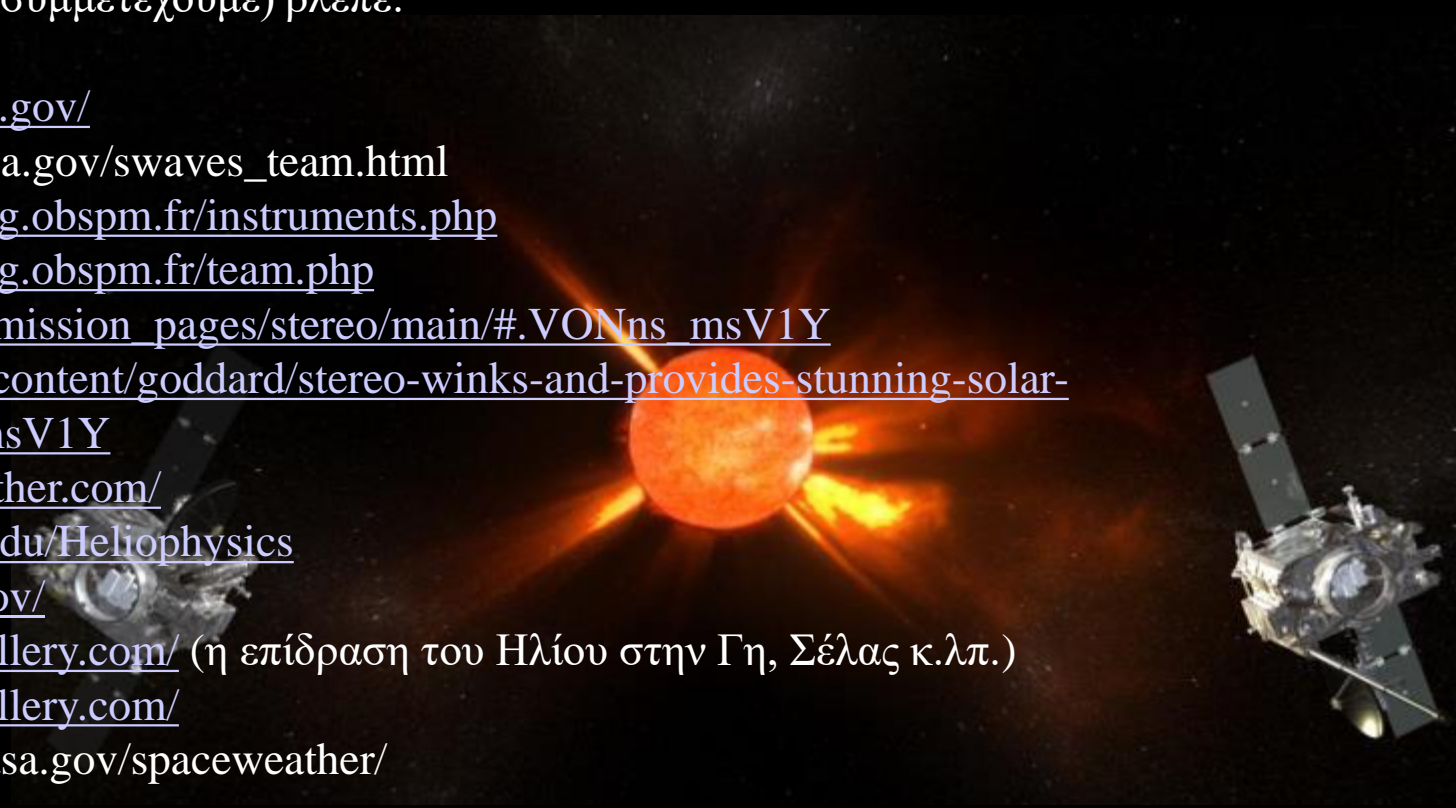 συμμετέχουμε) βλέπε:
.gov/
a.gov/swaves_team.html
g.obspm.fr/instruments.php
g.obspm.fr/team.php
mission_pages/stereo/main/#.VONns_msV1Y
content/goddard/stereo-winks-and-provides-stunning-solar-
nsV1Y
ther.com/
du/Heliophysics
ov/
llery.com/ (η επίδραση του Ηλίου στην Γη, Σέλας κ.λπ.)
llery.com/
sa.gov/spaceweather/